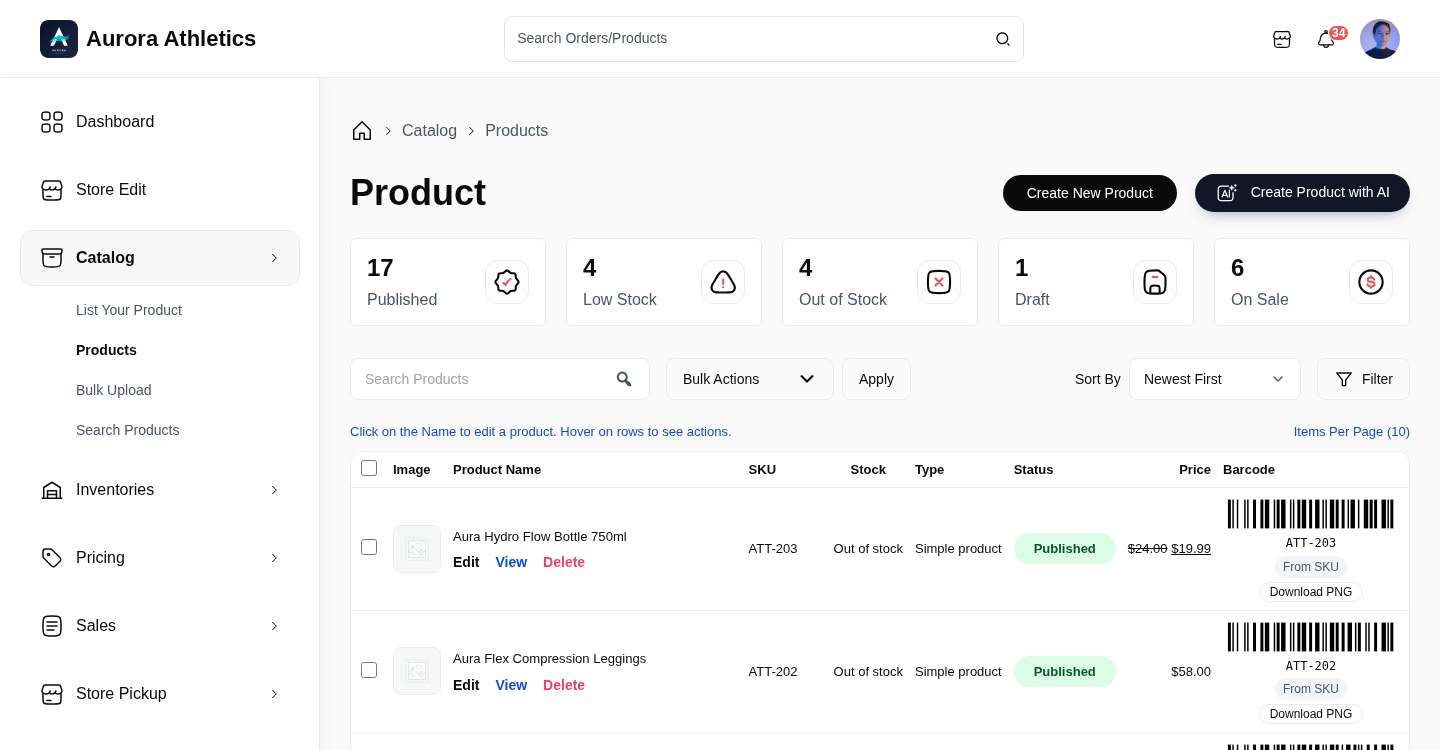 Aurora Athletics
Search Orders/Products
34
Dashboard
Store Edit
Catalog
List Your Product
Products
Bulk Upload
Search Products
Inventories
Pricing
Sales
Store Pickup
Catalog
Products
Product
Create New Product
AI
Create Product with AI
17
Published
4
Low Stock
4
Out of Stock
1
Draft
6
On Sale
Search Products
Bulk Actions
Apply
Sort By
Newest First
Filter
Click on the Name to edit a product. Hover on rows to see actions.
Items Per Page (10)
Image Product Name SKU Stock Type Status Price Barcode
Aura Hydro Flow Bottle 750ml
Edit View Delete
ATT-203
Out of stock
Simple product
Published
$24.00 $19.99
ATT-203
From SKU
Download PNG
Aura Flex Compression Leggings
Edit View Delete
ATT-202
Out of stock
Simple product
Published
$58.00
ATT-202
From SKU
Download PNG